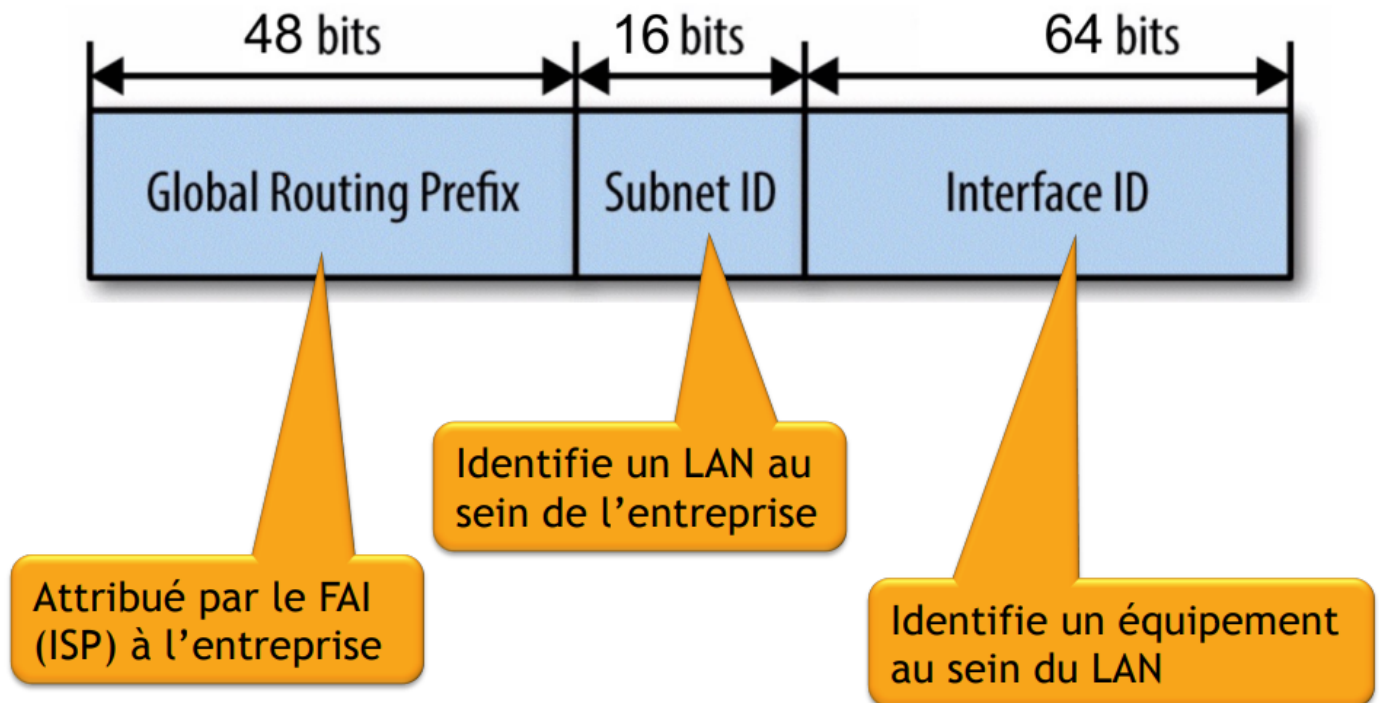 48 bits
16 bits
64 bits
Global Routing Prefix
Subnet ID
Interface ID
Identifie un LAN au
sein de l’entreprise
Attribué par le FAI
(ISP) à l’entreprise
Identifie un équipement
au sein du LAN